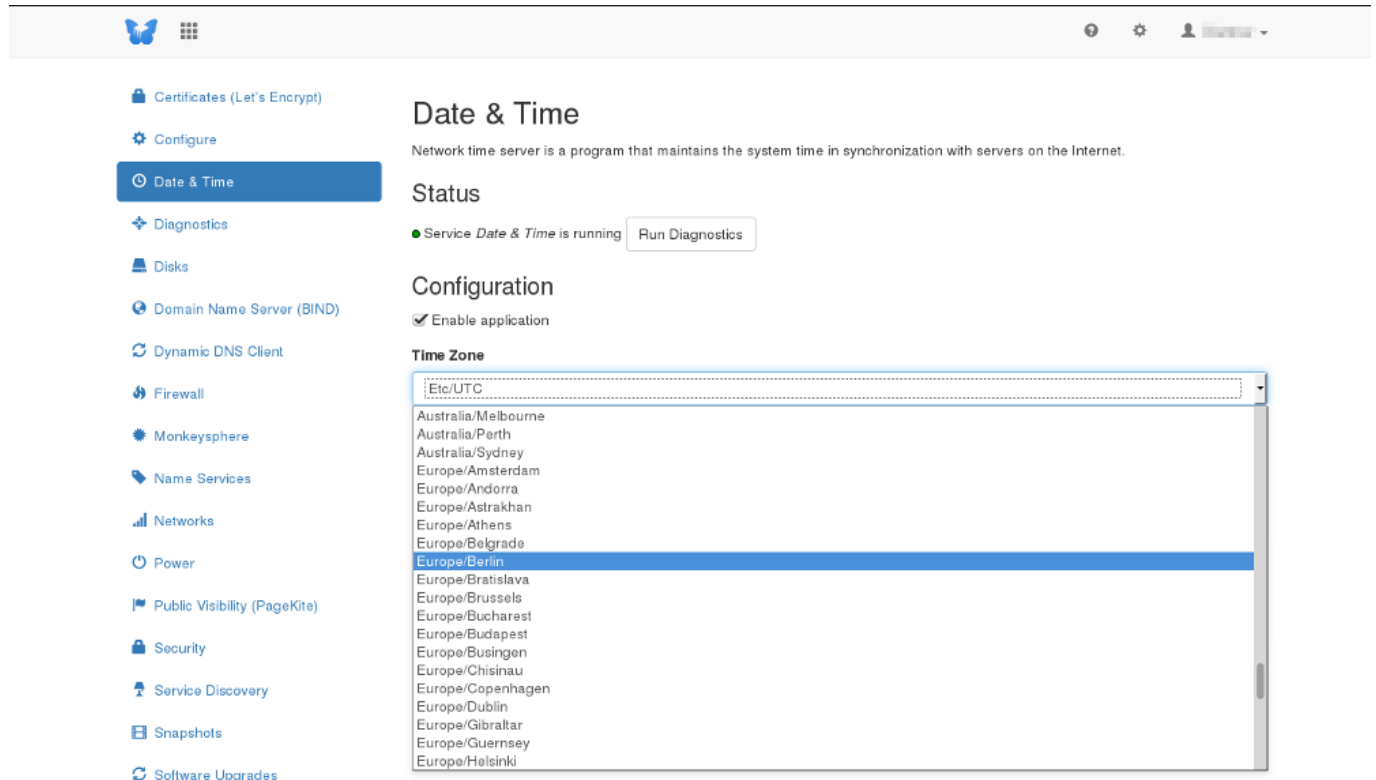 Certificates (Let's Encrypt)
Configure
Date & Time
Diagnostics
Disks
Domain Name Server (BIND)
Dynamic DNS Client
Firewall
Monkeysphere
Name Services
Networks
Power
Public Visibility (PageKite)
Security
Service Discovery
Snapshots
Software Upgrades
Date & Time
Network time server is a program that maintains the system time in synchronization with servers on the Internet.
Status
Service Date & Time is running Run Diagnostics
Configuration
Enable application
Time Zone
Etc/UTC
Australia/Melbourne
Australia/Perth
Australia/Sydney
Europe/Amsterdam
Europe/Andorra
Europe/Astrakhan
Europe/Athens
Europe/Belgrade
Europe/Berlin
Europe/Bratislava
Europe/Brussels
Europe/Bucharest
Europe/Budapest
Europe/Busingen
Europe/Chisinau
Europe/Copenhagen
Europe/Dublin
Europe/Gibraltar
Europe/Guernsey
Europe/Helsinki